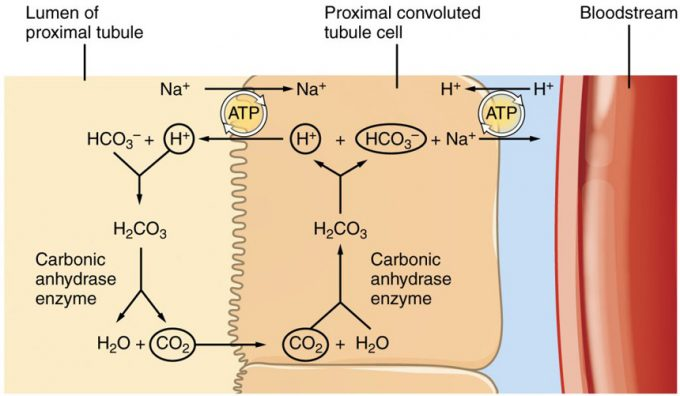 Lumen of
proximal tubule
Proximal convoluted
tubule cell
Bloodstream
Na⁺
Na⁺
H⁺
H⁺
ATP
ATP
HCO₃⁻ + H⁺
H⁺ + HCO₃⁻ + Na⁺
H₂CO₃
H₂CO₃
Carbonic
anhydrase
enzyme
Carbonic
anhydrase
enzyme
H₂O + CO₂
CO₂ + H₂O